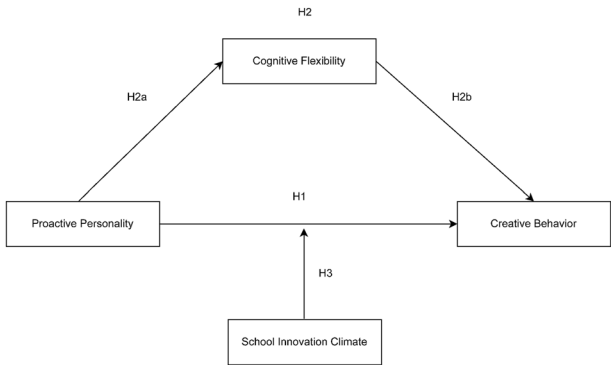 H2
Cognitive Flexibility
H2a
H2b
H1
Proactive Personality
Creative Behavior
H3
School Innovation Climate